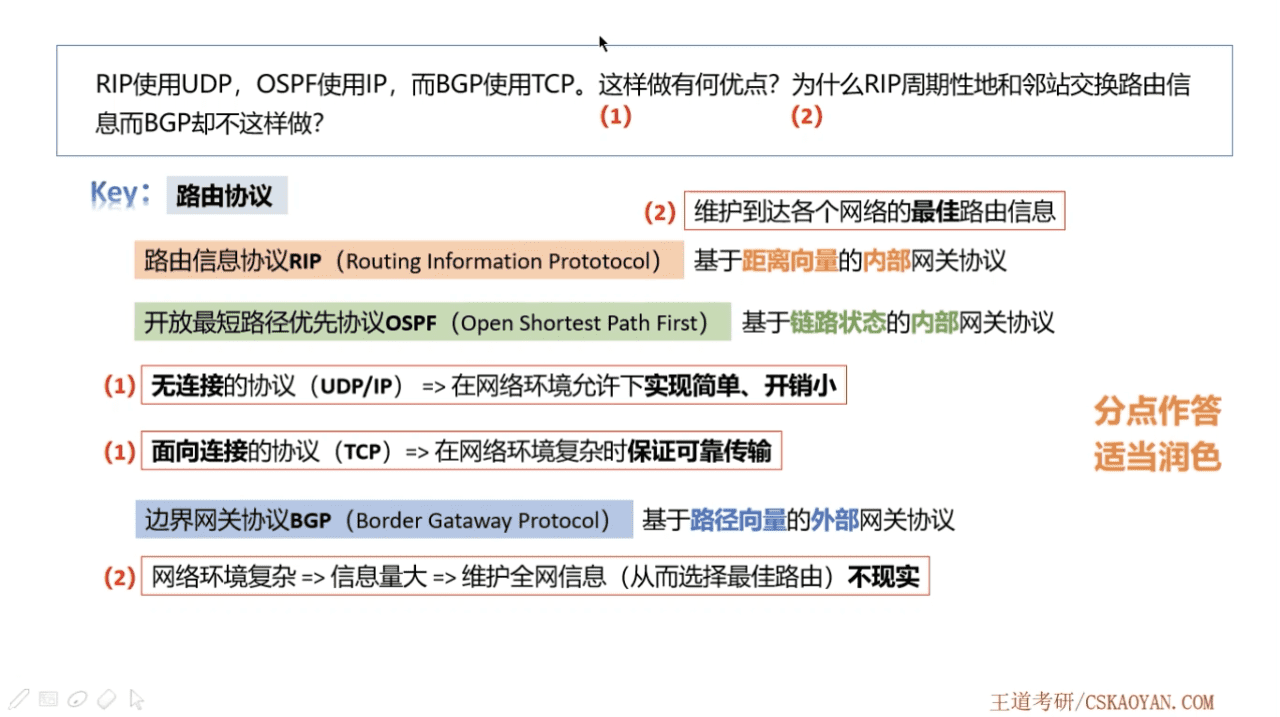 RIP使用UDP，OSPF使用IP，而BGP使用TCP。这样做有何优点？为什么RIP周期性地和邻站交换路由信
(1) (2)
息而BGP却不这样做？
Key： 路由协议
(2) 维护到达各个网络的最佳路由信息
路由信息协议RIP（Routing Information Prototocol） 基于距离向量的内部网关协议
开放最短路径优先协议OSPF（Open Shortest Path First） 基于链路状态的内部网关协议
(1) 无连接的协议（UDP/IP） => 在网络环境允许下实现简单、开销小
分点作答
(1) 面向连接的协议（TCP）=> 在网络环境复杂时保证可靠传输
适当润色
边界网关协议BGP（Border Gataway Protocol） 基于路径向量的外部网关协议
(2) 网络环境复杂 => 信息量大 => 维护全网信息（从而选择最佳路由）不现实
王道考研/CSKAOYAN.COM